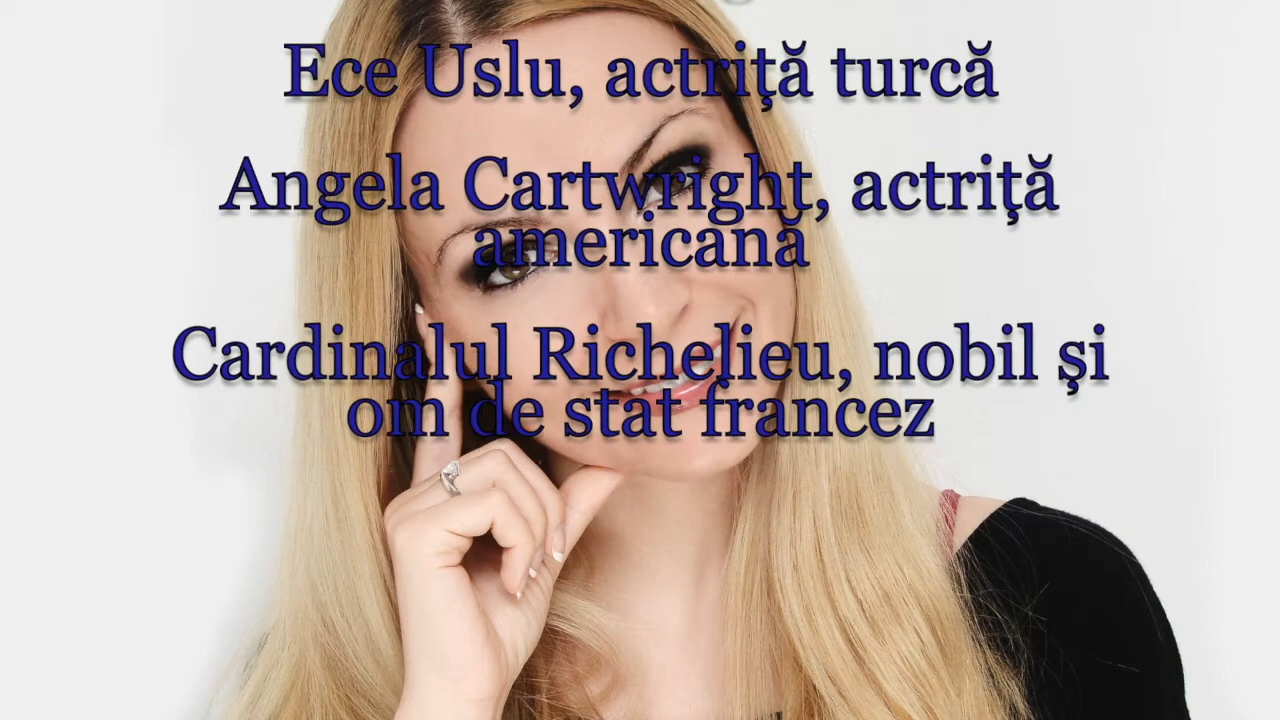 Ece Uslu, actriță turcă
Angela Cartwright, actriță
americană
Cardinalul Richelieu, nobil și
om de stat francez